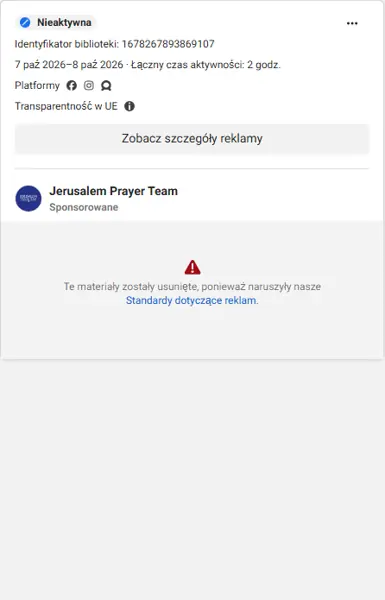 Nieaktywna
Identyfikator biblioteki: 1678267893869107
7 paź 2026–8 paź 2026 · Łączny czas aktywności: 2 godz.
Platformy
Transparentność w UE
Zobacz szczegóły reklamy
Jerusalem Prayer Team
Sponsorowane
Te materiały zostały usunięte, ponieważ naruszyły nasze
Standardy dotyczące reklam.